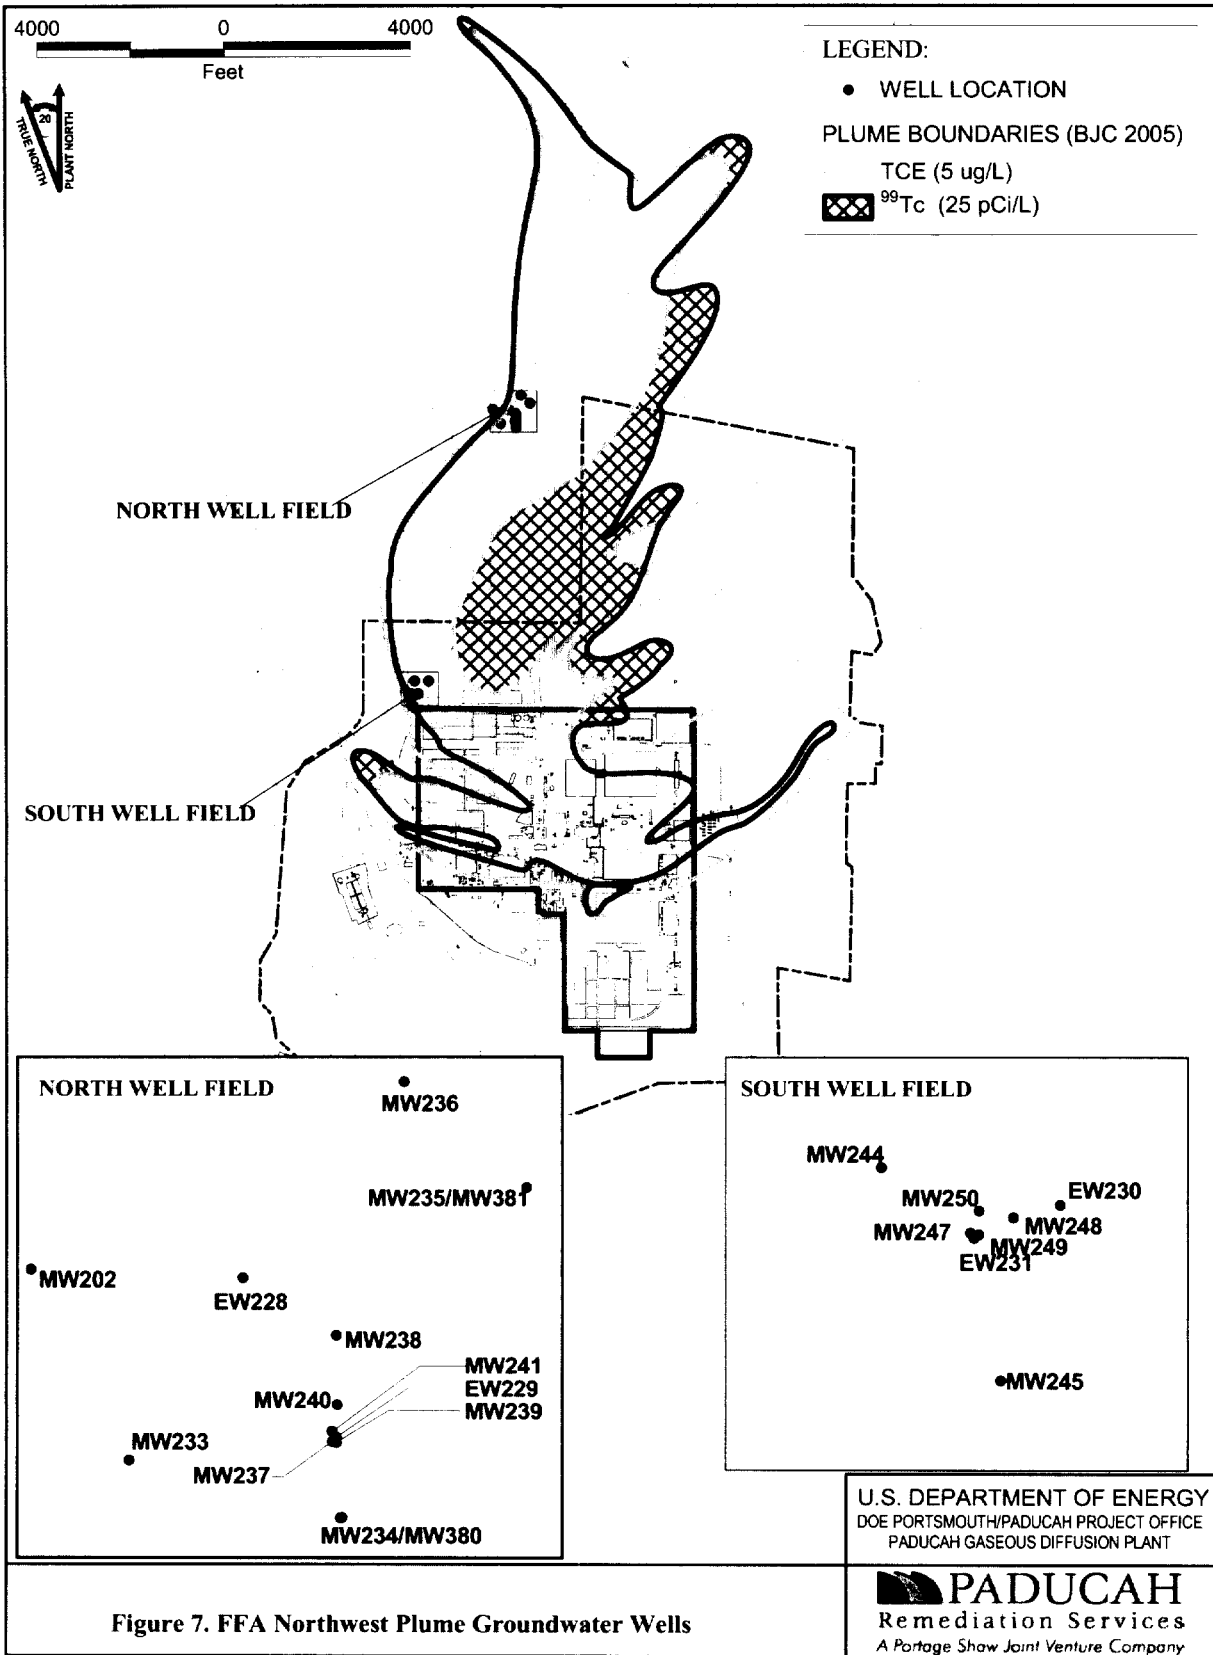 4000 0 4000
Feet
20
TRUE NORTH
PLANT NORTH
LEGEND:
WELL LOCATION
PLUME BOUNDARIES (BJC 2005)
TCE (5 ug/L)
99Tc (25 pCi/L)
NORTH WELL FIELD
SOUTH WELL FIELD
NORTH WELL FIELD
MW236
MW235/MW381
MW202
EW228
MW238
MW241
EW229
MW239
MW240
MW233
MW237
MW234/MW380
SOUTH WELL FIELD
MW244
MW250
EW230
MW247
MW248
MW249
EW231
MW245
U.S. DEPARTMENT OF ENERGY
DOE PORTSMOUTH/PADUCAH PROJECT OFFICE
PADUCAH GASEOUS DIFFUSION PLANT
Figure 7. FFA Northwest Plume Groundwater Wells
PADUCAH
Remediation Services
A Portage Shaw Joint Venture Company